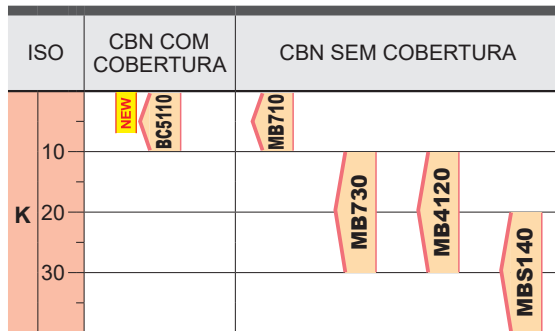 ISO
CBN COM
COBERTURA
CBN SEM COBERTURA
K
10
20
30
NEW
BC5110
MB710
MB730
MB4120
MBS140